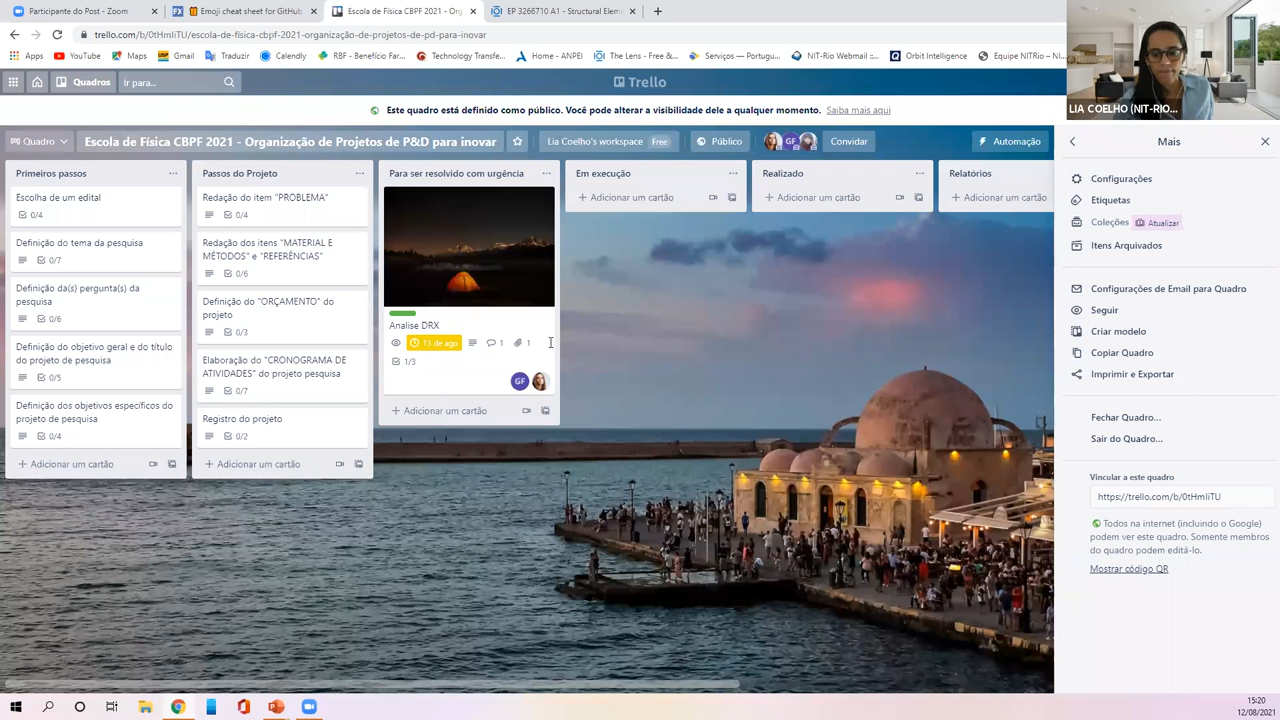 Participante do Post - Zoom
Emoji cheat sheet for GitHub
Escola de Física CBPF 2021 - Org
EP 3266710 A1 - Structural Elem
trello.com/b/0tHmIiTU/escola-de-física-cbpf-2021-organização-de-projetos-de-pd-para-inovar
Apps
YouTube
USP
Traduzir
Calendly
RBF - Benefício Far...
Technology Transfe...
Home - ANPEI
The Lens - Free &...
Serviços — Portugu...
NIT-Rio Webmail ::...
Orbit Intelligence
Equipe NITRio – NI...
LIA COELHO (NIT-RIO...
Quadros
Ir para...
Trello
Este quadro está definido como público. Você pode alterar a visibilidade dele a qualquer momento. Saiba mais aqui
Quadro
Escola de Física CBPF 2021 - Organização de Projetos de P&D para inovar
Lia Coelho's workspace Free
Público
GF
Convidar
Automação
Primeiros passos
Escolha de um edital
0/4
Definição do tema da pesquisa
0/7
Definição da(s) pergunta(s) da
pesquisa
0/6
Definição do objetivo geral e do título
do projeto de pesquisa
0/5
Definição dos objetivos específicos do
projeto de pesquisa
0/4
Adicionar um cartão
Passos do Projeto
Redação do item "PROBLEMA"
0/4
Redação dos itens "MATERIAL E
MÉTODOS" e "REFERÊNCIAS"
0/6
Definição do "ORÇAMENTO" do
projeto
0/3
Elaboração do "CRONOGRAMA DE
ATIVIDADES" do projeto pesquisa
0/7
Registro do projeto
0/2
Adicionar um cartão
Para ser resolvido com urgência
Analise DRX
13 de ago
1
1
1/3
GF
Adicionar um cartão
Em execução
Adicionar um cartão
Realizado
Adicionar um cartão
Relatórios
Adicionar um cartão
Mais
Configurações
Etiquetas
Coleções Atualizar
Itens Arquivados
Configurações de Email para Quadro
Seguir
Criar modelo
Copiar Quadro
Imprimir e Exportar
Fechar Quadro...
Sair do Quadro...
Vincular a este quadro
https://trello.com/b/0tHmIiTU
Todos na internet (incluindo o Google)
podem ver este quadro. Somente membros
do quadro podem editá-lo.
Mostrar código QR
15:20
12/08/2021